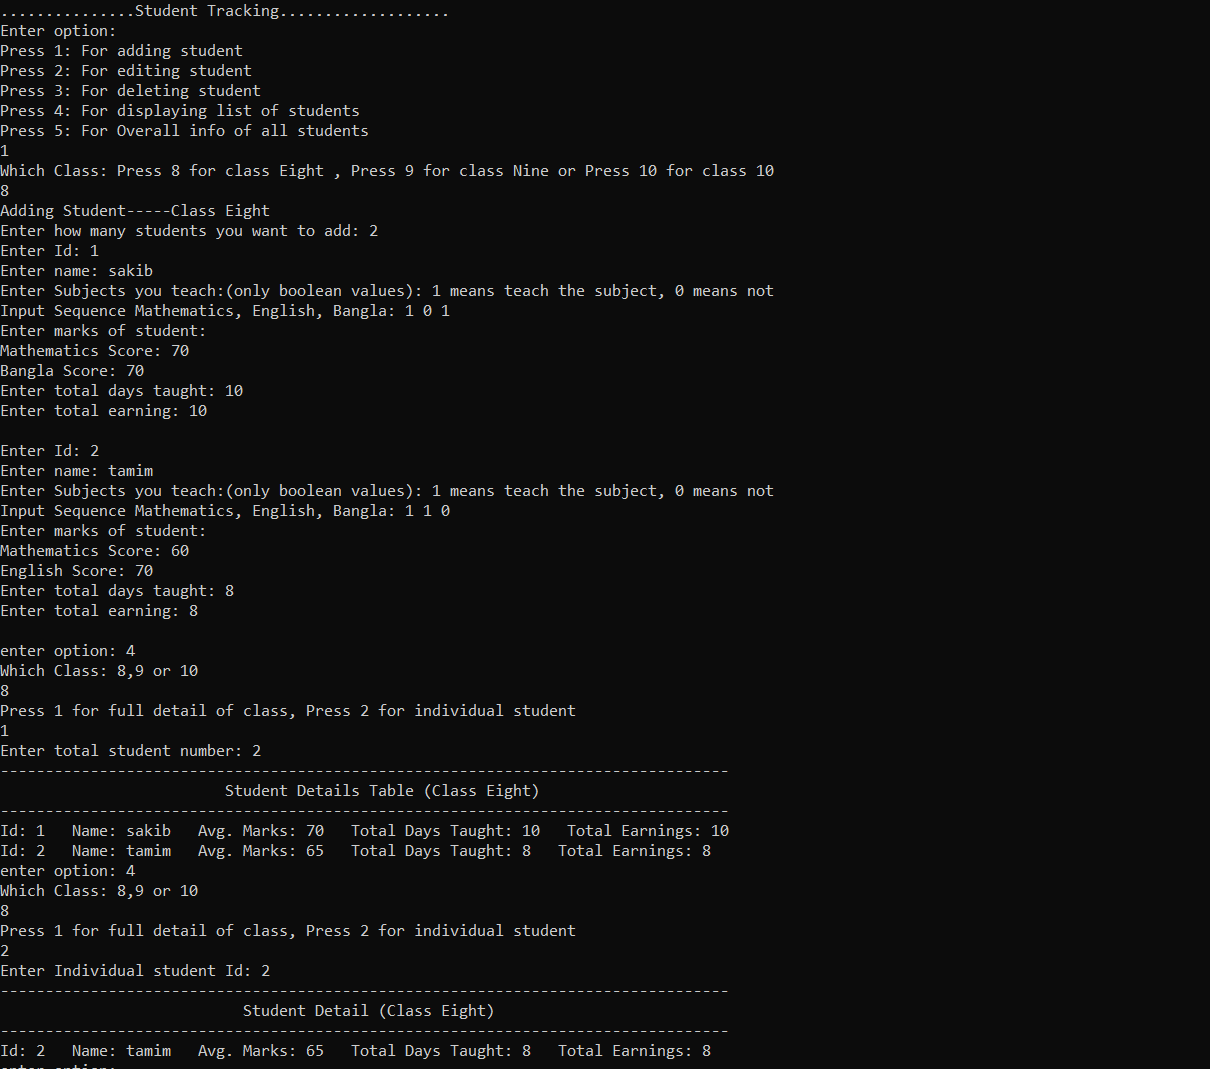 ...............Student Tracking...................
Enter option:
Press 1: For adding student
Press 2: For editing student
Press 3: For deleting student
Press 4: For displaying list of students
Press 5: For Overall info of all students
1
Which Class: Press 8 for class Eight , Press 9 for class Nine or Press 10 for class 10
8
Adding Student-----Class Eight
Enter how many students you want to add: 2
Enter Id: 1
Enter name: sakib
Enter Subjects you teach:(only boolean values): 1 means teach the subject, 0 means not
Input Sequence Mathematics, English, Bangla: 1 0 1
Enter marks of student:
Mathematics Score: 70
Bangla Score: 70
Enter total days taught: 10
Enter total earning: 10

Enter Id: 2
Enter name: tamim
Enter Subjects you teach:(only boolean values): 1 means teach the subject, 0 means not
Input Sequence Mathematics, English, Bangla: 1 1 0
Enter marks of student:
Mathematics Score: 60
English Score: 70
Enter total days taught: 8
Enter total earning: 8

enter option: 4
Which Class: 8,9 or 10
8
Press 1 for full detail of class, Press 2 for individual student
1
Enter total student number: 2
---------------------------------------------------------------------------------
                         Student Details Table (Class Eight)
---------------------------------------------------------------------------------
Id: 1   Name: sakib   Avg. Marks: 70   Total Days Taught: 10   Total Earnings: 10
Id: 2   Name: tamim   Avg. Marks: 65   Total Days Taught: 8   Total Earnings: 8
enter option: 4
Which Class: 8,9 or 10
8
Press 1 for full detail of class, Press 2 for individual student
2
Enter Individual student Id: 2
---------------------------------------------------------------------------------
                           Student Detail (Class Eight)
---------------------------------------------------------------------------------
Id: 2   Name: tamim   Avg. Marks: 65   Total Days Taught: 8   Total Earnings: 8
enter option: